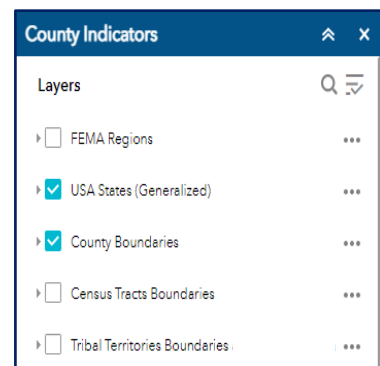 County Indicators
Layers
FEMA Regions
USA States (Generalized)
County Boundaries
Census Tracts Boundaries
Tribal Territories Boundaries